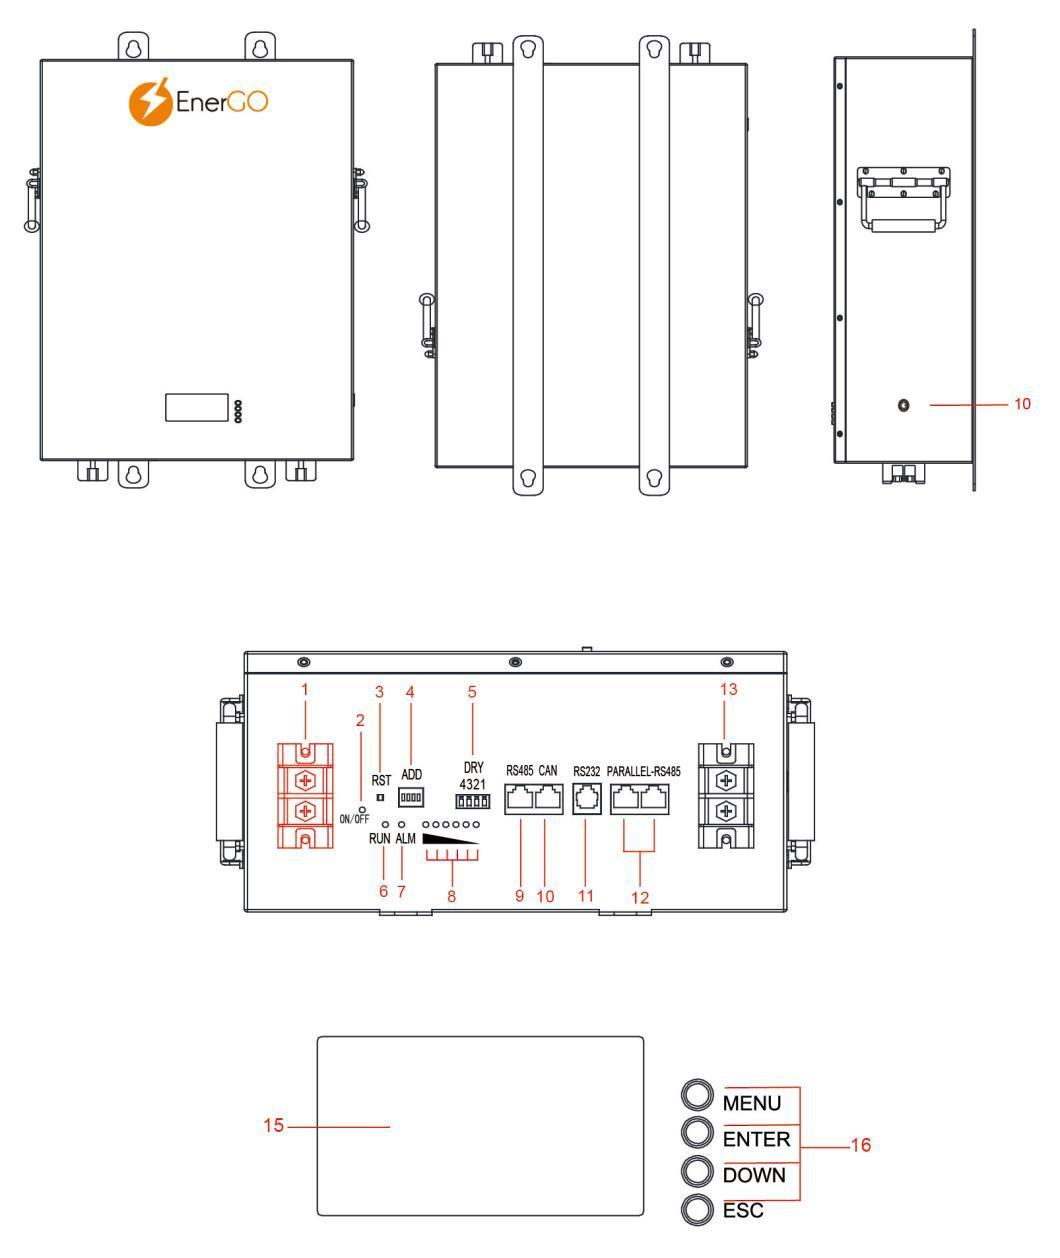 EnerGO
10
1
2
3
4
5
13
RST
ADD
DRY
4321
RS485
CAN
RS232
PARALLEL-RS485
ON/OFF
RUN
ALM
6
7
8
9
10
11
12
15
MENU
ENTER
DOWN
ESC
16